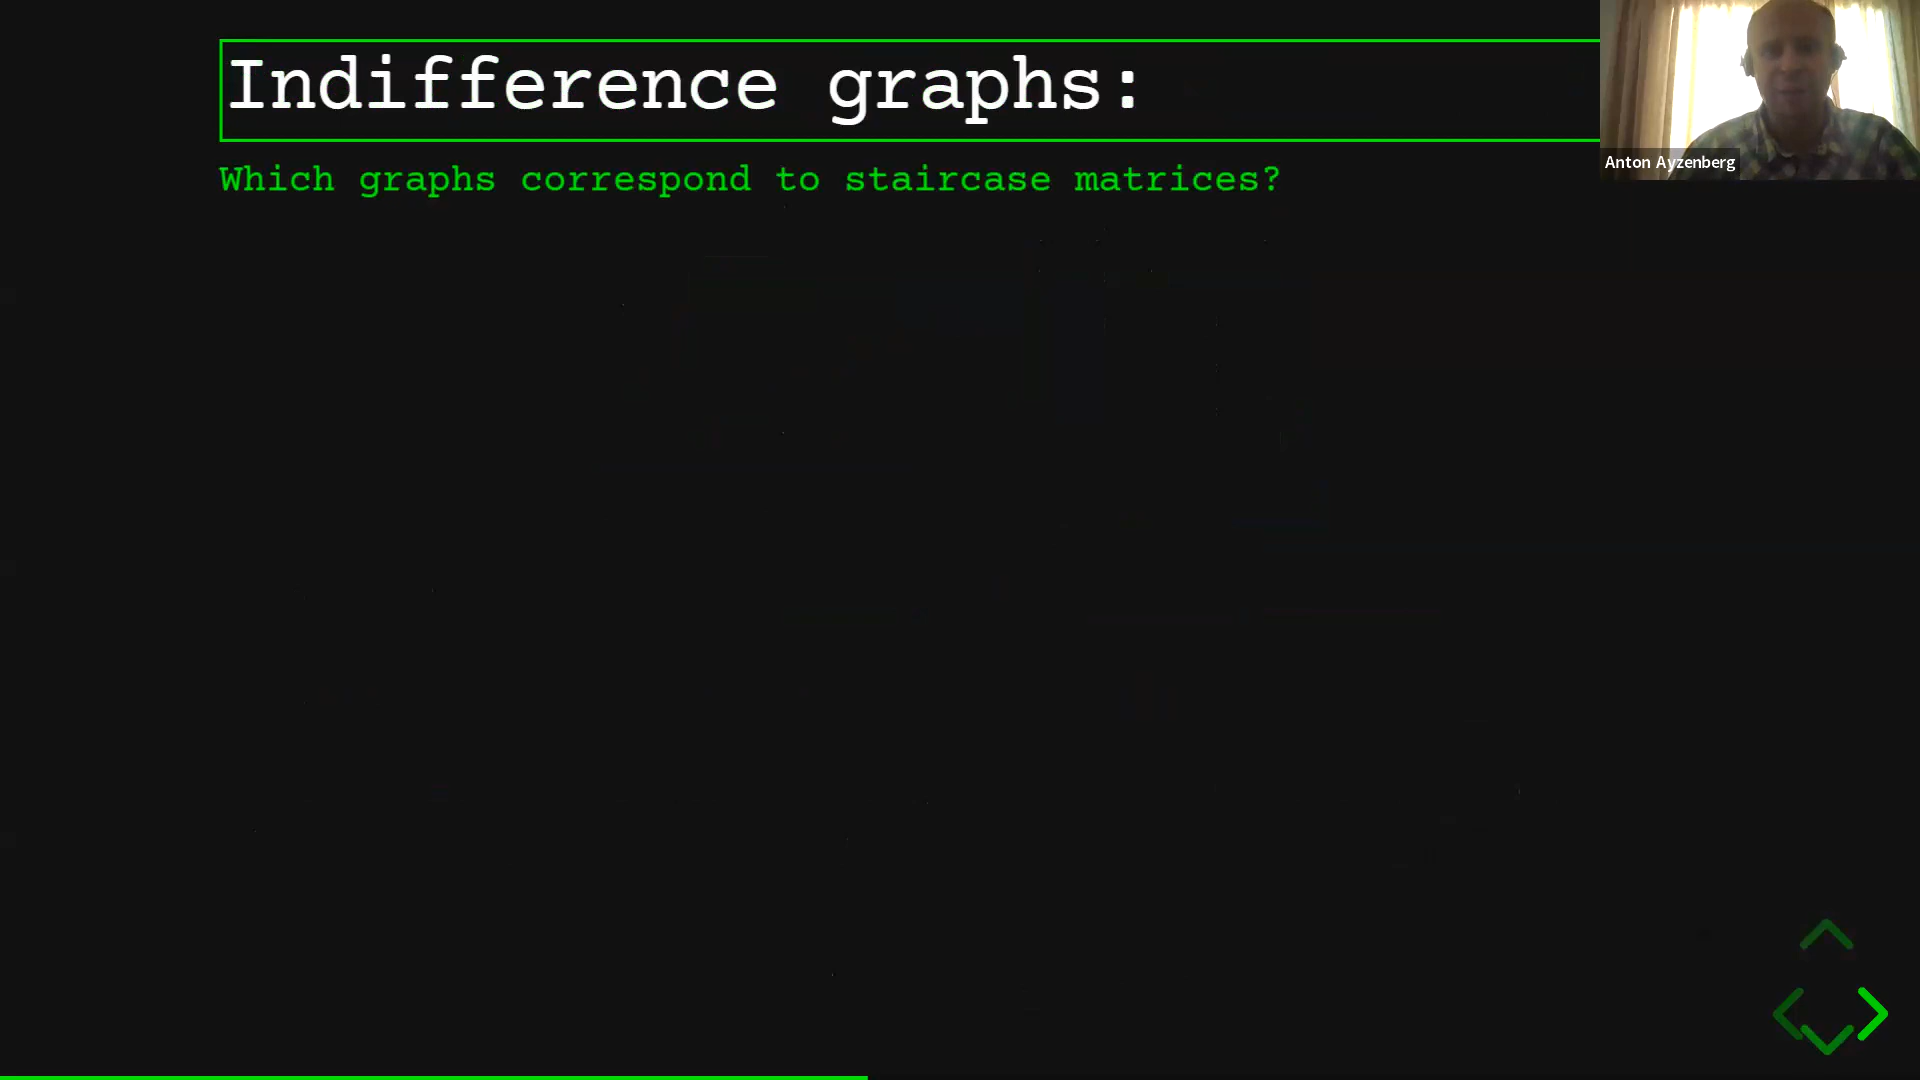 Indifference graphs:
Which graphs correspond to staircase matrices?
Anton Ayzenberg